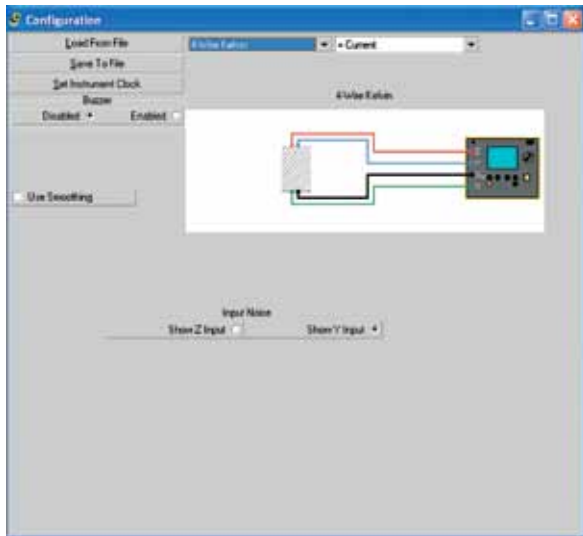 Configuration
Load From File
4-Wire Kelvin
+ Current
Save To File
Set Instrument Clock
Buzzer
4-Wire Kelvin
Disabled
Enabled
Use Smoothing
Input Noise
Show Z Input
Show Y Input